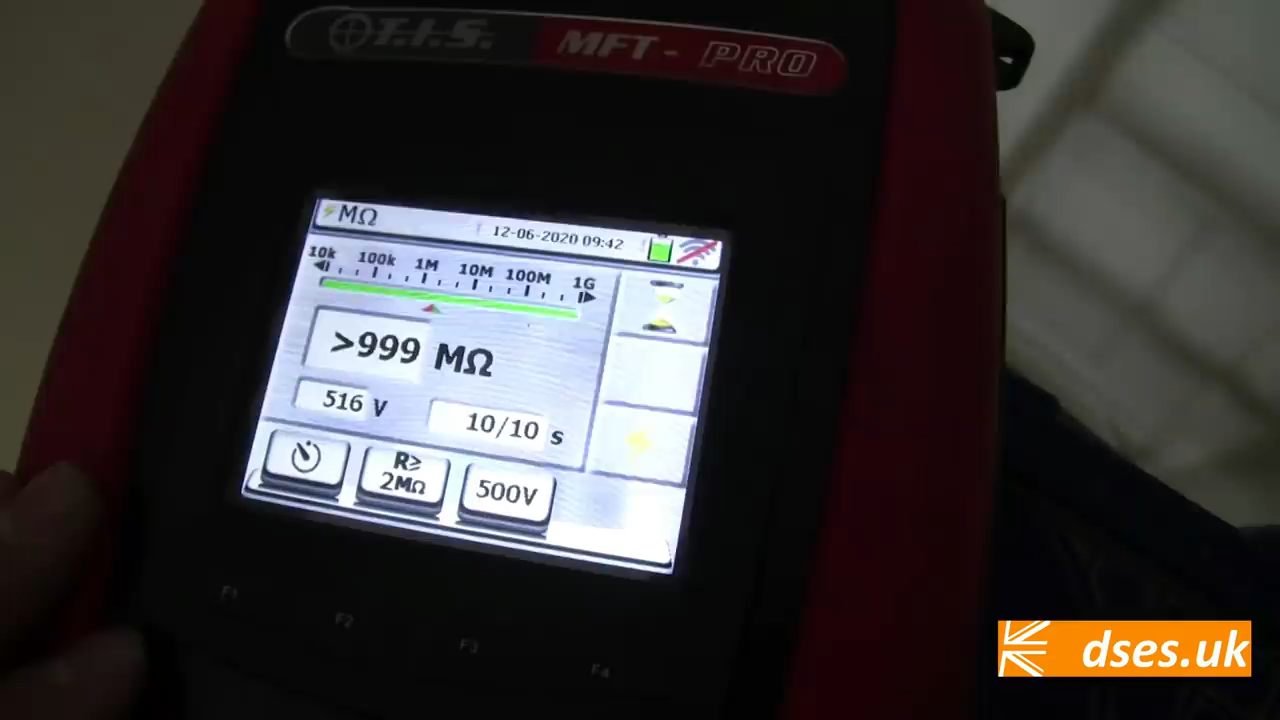 T.I.S. MFT - PRO
MΩ 12-06-2020 09:42
10k 100k 1M 10M 100M 1G
>999 MΩ
516 V 10/10 s
R≥
2MΩ
500V
F1 F2 F3 F4
dses.uk